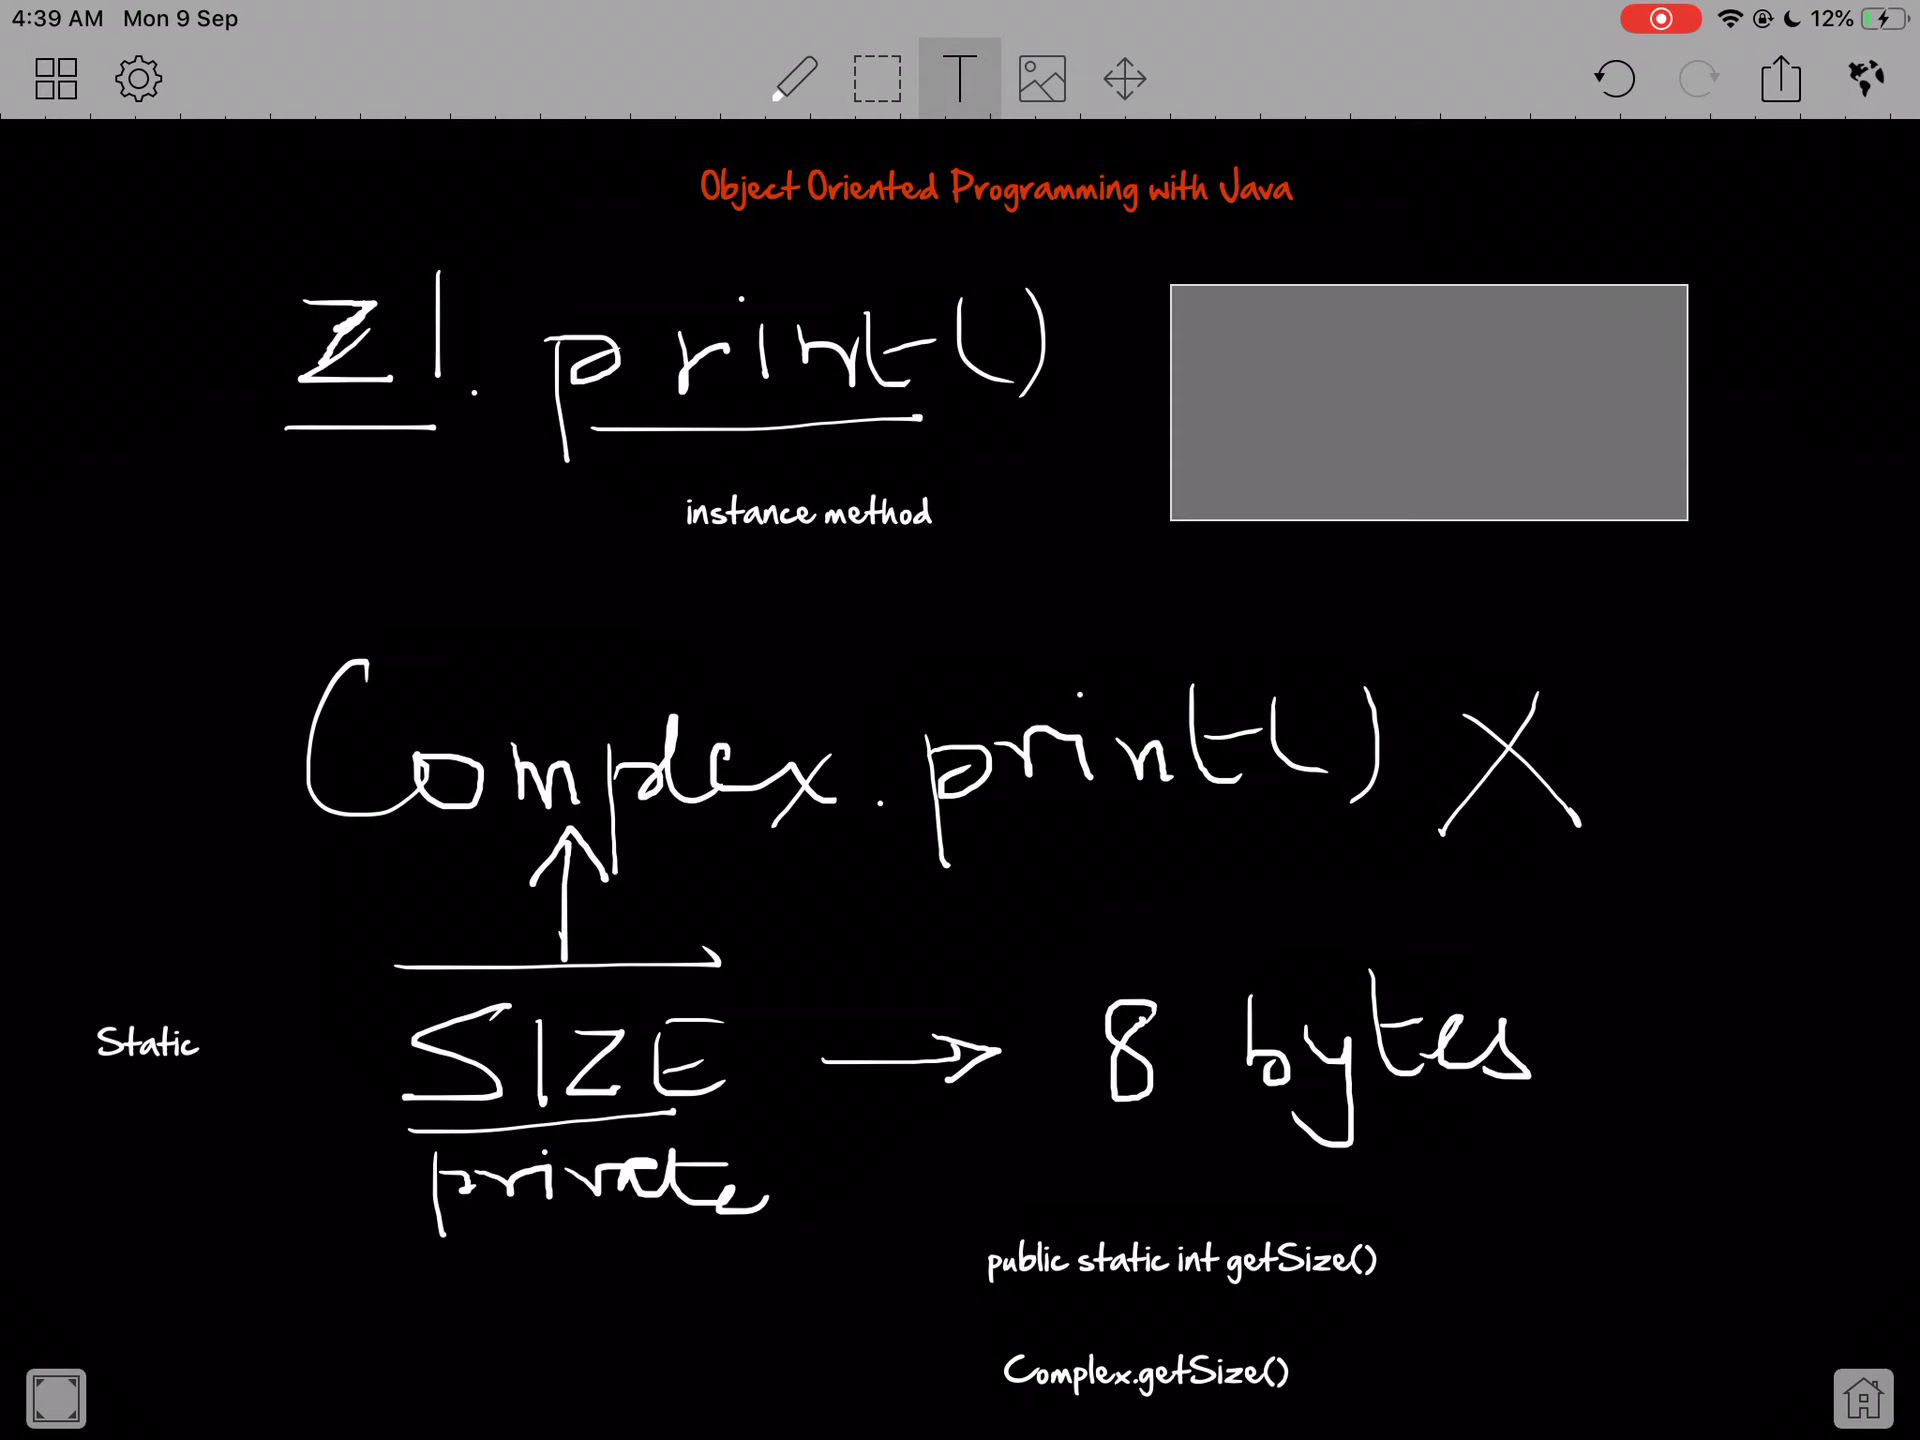 4:39 AM Mon 9 Sep 12%
T
Object Oriented Programming with Java
Z1.print()
instance method
Complex.print() X
Static SIZE → 8 bytes
private
public static int getSize()
Complex.getSize()